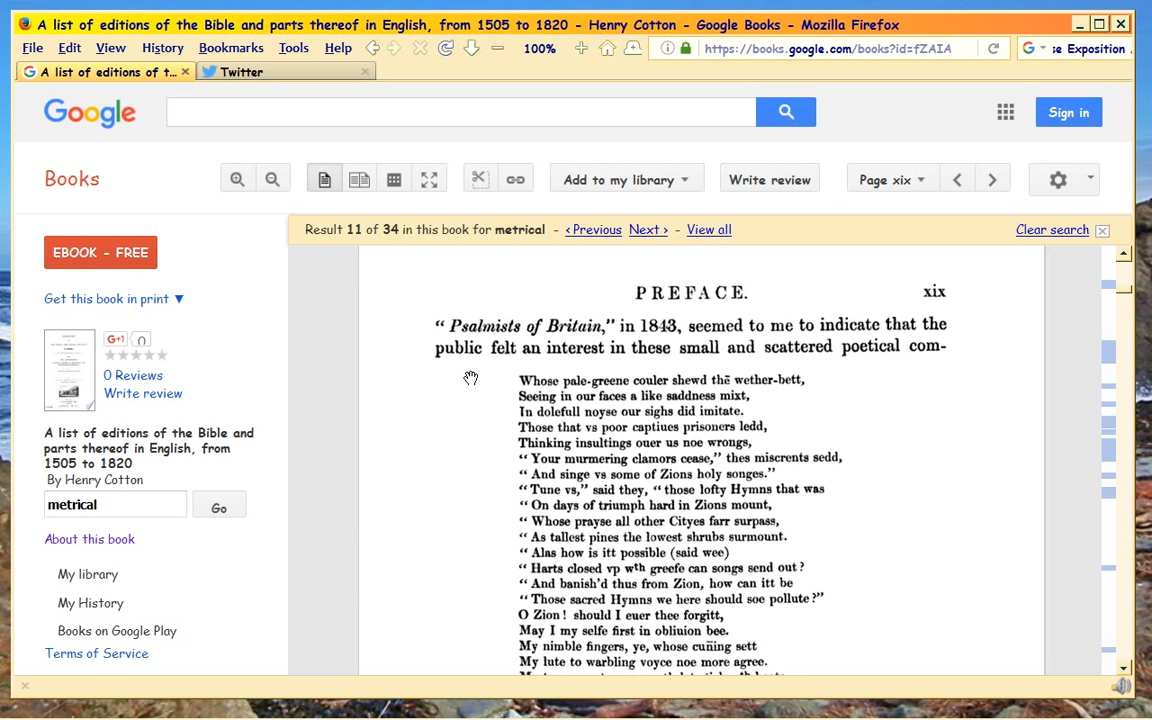 A list of editions of the Bible and parts thereof in English, from 1505 to 1820 - Henry Cotton - Google Books - Mozilla Firefox
File Edit View History Bookmarks Tools Help 100% https://books.google.com/books?id=fZAIA :se Exposition .
A list of editions of t... Twitter
Google Sign in
Books Add to my library Write review Page xix
Result 11 of 34 in this book for metrical - ‹Previous Next› - View all Clear search
EBOOK - FREE
Get this book in print ▼
G+1 0
0 Reviews
Write review
A list of editions of the Bible and
parts thereof in English, from
1505 to 1820
By Henry Cotton
metrical Go
About this book
My library
My History
Books on Google Play
Terms of Service
PREFACE. xix
“ Psalmists of Britain,” in 1843, seemed to me to indicate that the
public felt an interest in these small and scattered poetical com-
Whose pale-greene couler shewd thē wether-bett,
Seeing in our faces a like saddness mixt,
In dolefull noyse our sighs did imitate.
Those that vs poor captiues prisoners ledd,
Thinking insultings ouer us noe wrongs,
“ Your murmering clamors cease,” thes miscrents sedd,
“ And singe vs some of Zions holy songes.”
“ Tune vs,” said they, “ those lofty Hymns that was
“ On days of triumph hard in Zions mount,
“ Whose prayse all other Cityes farr surpass,
“ As tallest pines the lowest shrubs surmount.
“ Alas how is itt possible (said wee)
“ Harts closed vp wth greefe can songs send out?
“ And banish'd thus from Zion, how can itt be
“ Those sacred Hymns we here should soe pollute?”
O Zion! should I euer thee forgitt,
May I my selfe first in obliuion bee.
My nimble fingers, ye, whose cuñing sett
My lute to warbling voyce noe more agree.